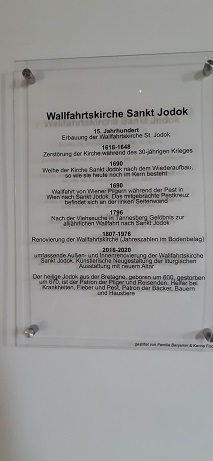 Wallfahrtskirche Sankt Jodok
15. Jahrhundert
Erbauung der Wallfahrtskirche St. Jodok
1618-1648
Zerstörung der Kirche während des 30-jährigen Krieges
1690
Weihe der Kirche Sankt Jodok nach dem Wiederaufbau,
so wie sie heute noch im Kern besteht
1690
Wallfahrt von Wiener Pilgern während der Pest in
Wien nach Sankt Jodok. Das mitgebrachte Pestkreuz
befindet sich an der linken Seitenwand
1796
Nach der Viehseuche in Tännesberg Gelöbnis zur
alljährlichen Wallfahrt nach Sankt Jodok
1807-1976
Renovierung der Wallfahrtskirche (Jahreszahlen im Bodenbelag)
2016-2020
umfassende Außen- und Innenrenovierung der Wallfahrtskirche
Sankt Jodok, Künstlerische Neugestaltung der liturgischen
Ausstattung mit neuem Altar
Der heilige Jodok aus der Bretagne, geboren um 600, gestorben
um 670, ist der Patron der Pilger und Reisenden, Helfer bei
Krankheiten, Fieber und Pest, Patron der Bäcker, Bauern
und Haustiere
gestiftet von Familie Benjamin &